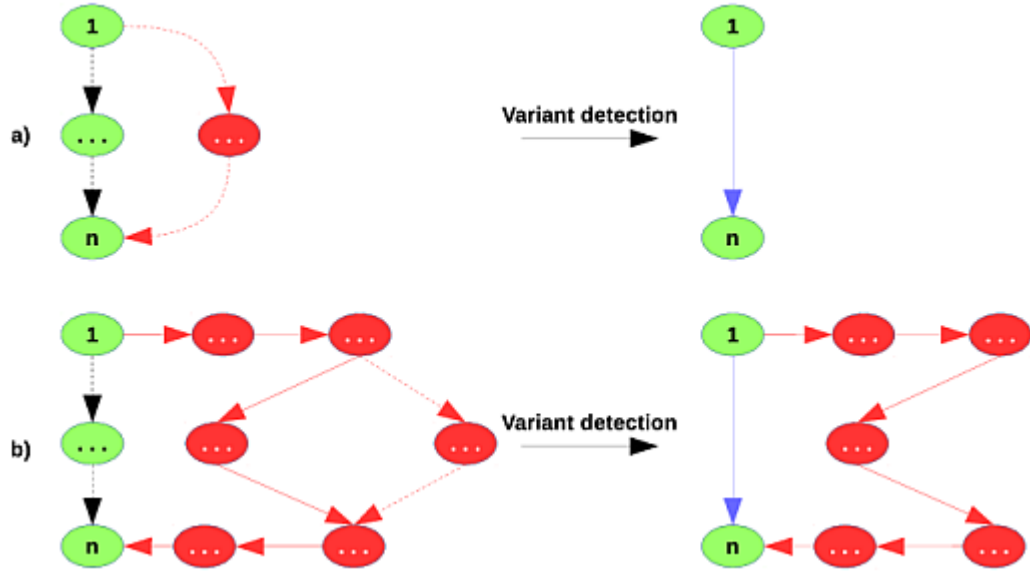 1
1
... ...
Variant detection
a)
n
n
1 ... ...
1 ... ...
... ... ...
Variant detection
...
b)
n ... ...
n ... ...